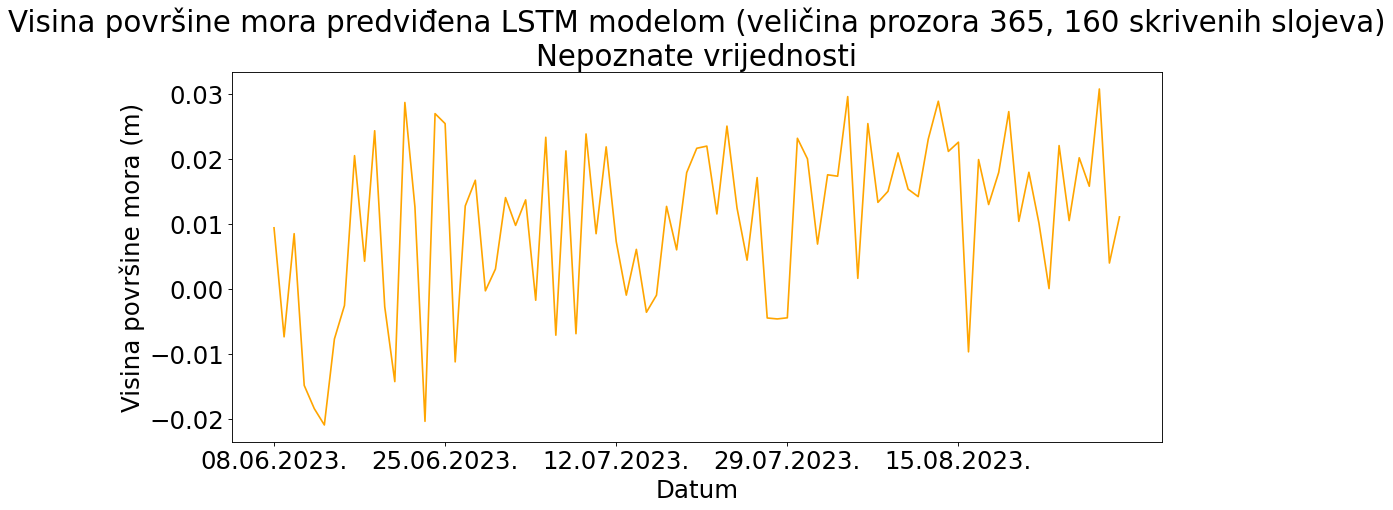 Visina površine mora predviđena LSTM modelom (veličina prozora 365, 160 skrivenih slojeva)
Nepoznate vrijednosti
Visina površine mora (m)
0.03
0.02
0.01
0.00
−0.01
−0.02
08.06.2023. 25.06.2023. 12.07.2023. 29.07.2023. 15.08.2023.
Datum